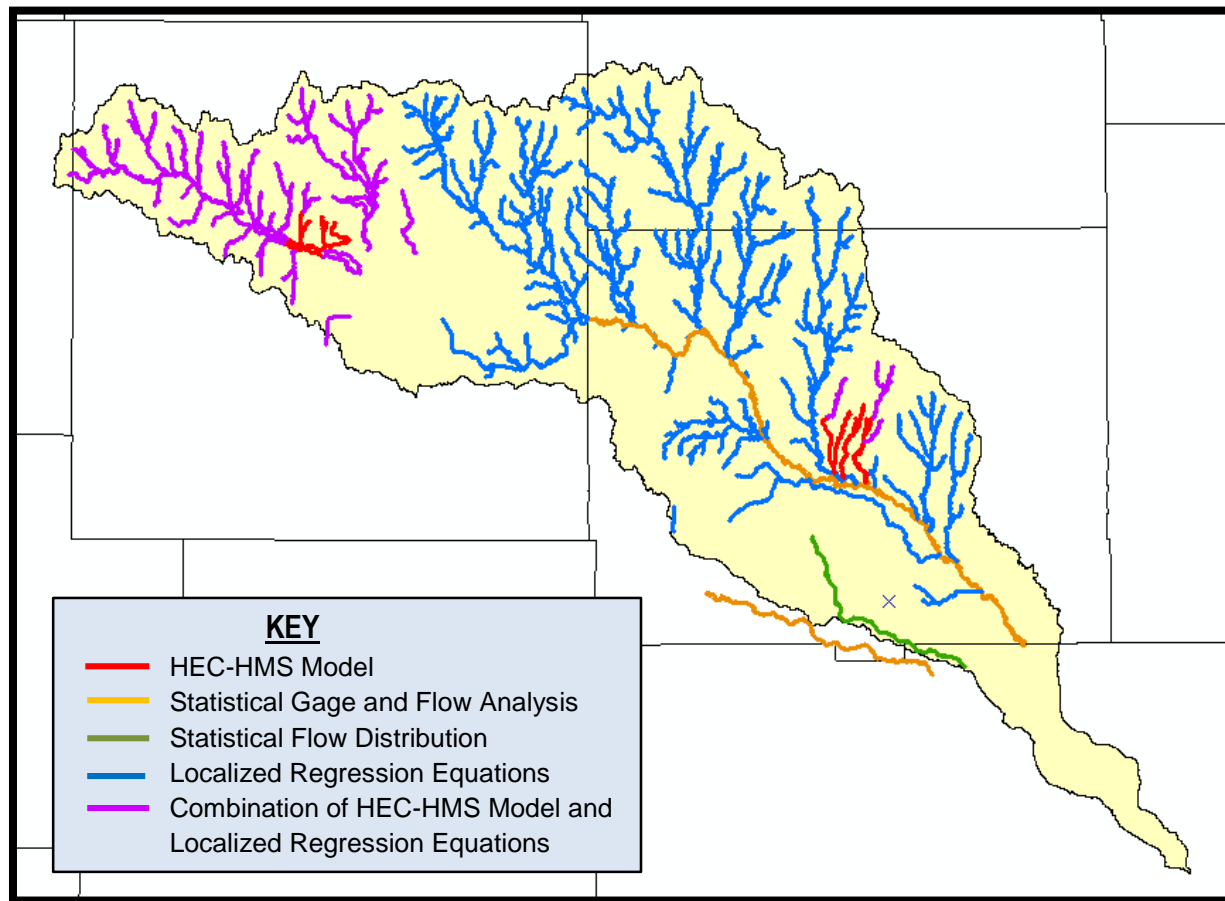 KEY
HEC-HMS Model
Statistical Gage and Flow Analysis
Statistical Flow Distribution
Localized Regression Equations
Combination of HEC-HMS Model and
Localized Regression Equations